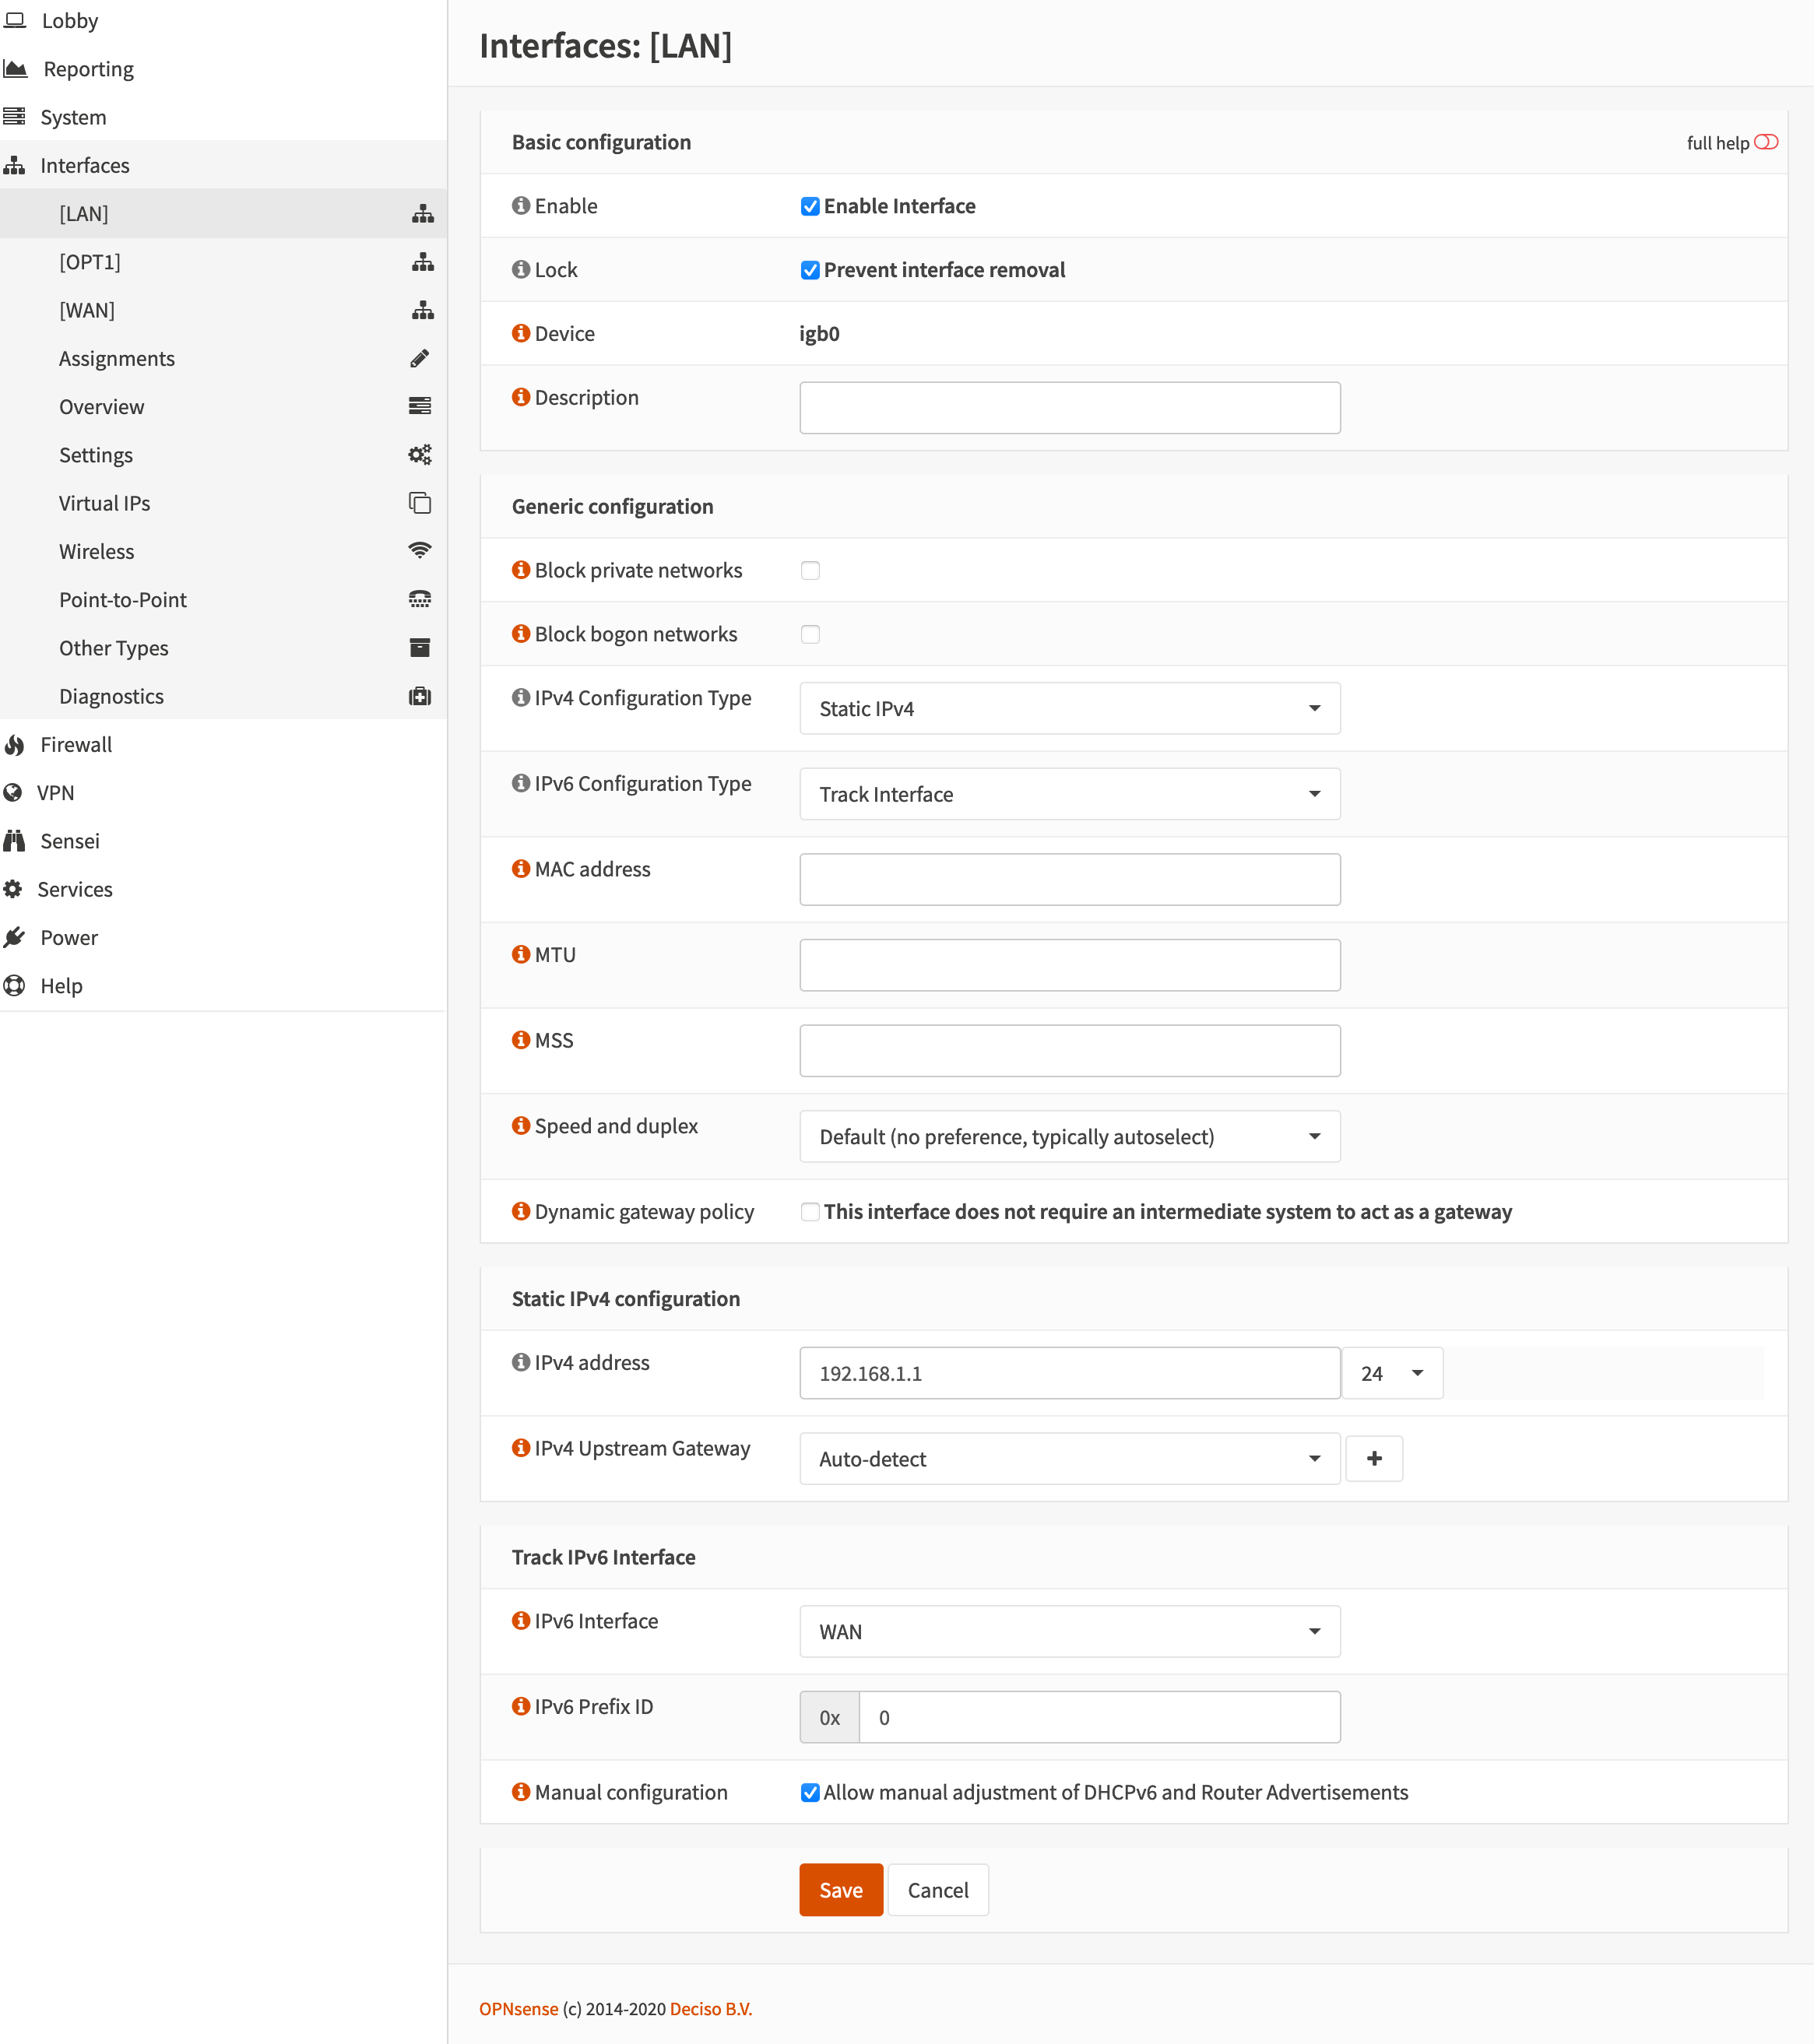 Lobby
Reporting
System
Interfaces
[LAN]
[OPT1]
[WAN]
Assignments
Overview
Settings
Virtual IPs
Wireless
Point-to-Point
Other Types
Diagnostics
Firewall
VPN
Sensei
Services
Power
Help
Interfaces: [LAN]
Basic configuration full help
Enable Enable Interface
Lock Prevent interface removal
Device igb0
Description
Generic configuration
Block private networks
Block bogon networks
IPv4 Configuration Type Static IPv4
IPv6 Configuration Type Track Interface
MAC address
MTU
MSS
Speed and duplex Default (no preference, typically autoselect)
Dynamic gateway policy This interface does not require an intermediate system to act as a gateway
Static IPv4 configuration
IPv4 address 192.168.1.1 24
IPv4 Upstream Gateway Auto-detect
Track IPv6 Interface
IPv6 Interface WAN
IPv6 Prefix ID 0x 0
Manual configuration Allow manual adjustment of DHCPv6 and Router Advertisements
Save Cancel
OPNsense (c) 2014-2020 Deciso B.V.